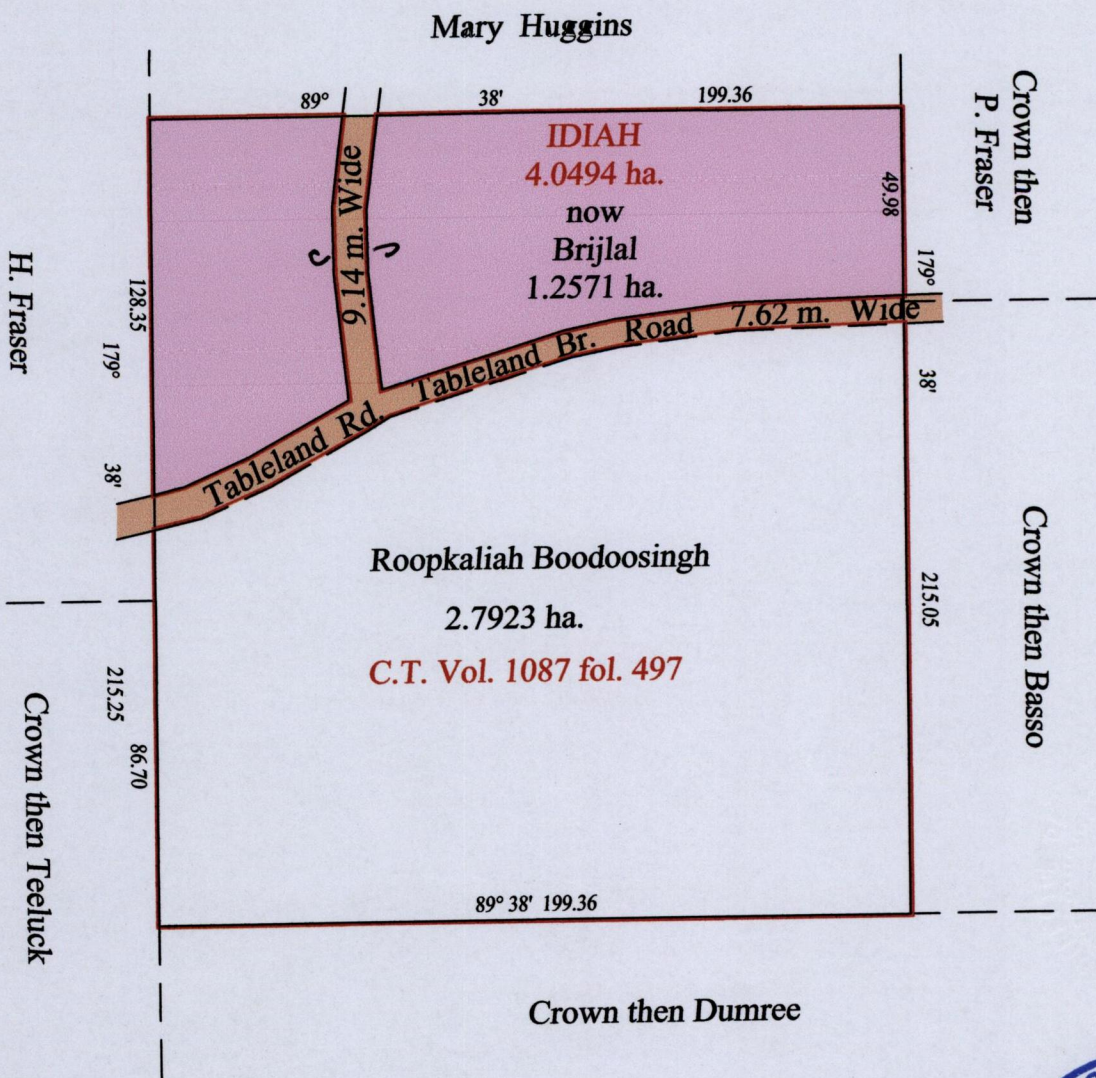 Mary Huggins
89° 38' 199.36
Crown then
P. Fraser
IDIAH
4.0494 ha.
now
Brijlal
1.2571 ha.
9.14 m. Wide
49.98
179°
38'
215.05
H. Fraser
128.35
179°
38'
Tableland Rd.
Tableland Br. Road 7.62 m. Wide
Roopkaliah Boodoosingh
2.7923 ha.
C.T. Vol. 1087 fol. 497
Crown then Basso
215.25
86.70
Crown then Teeluck
89° 38' 199.36
Crown then Dumree